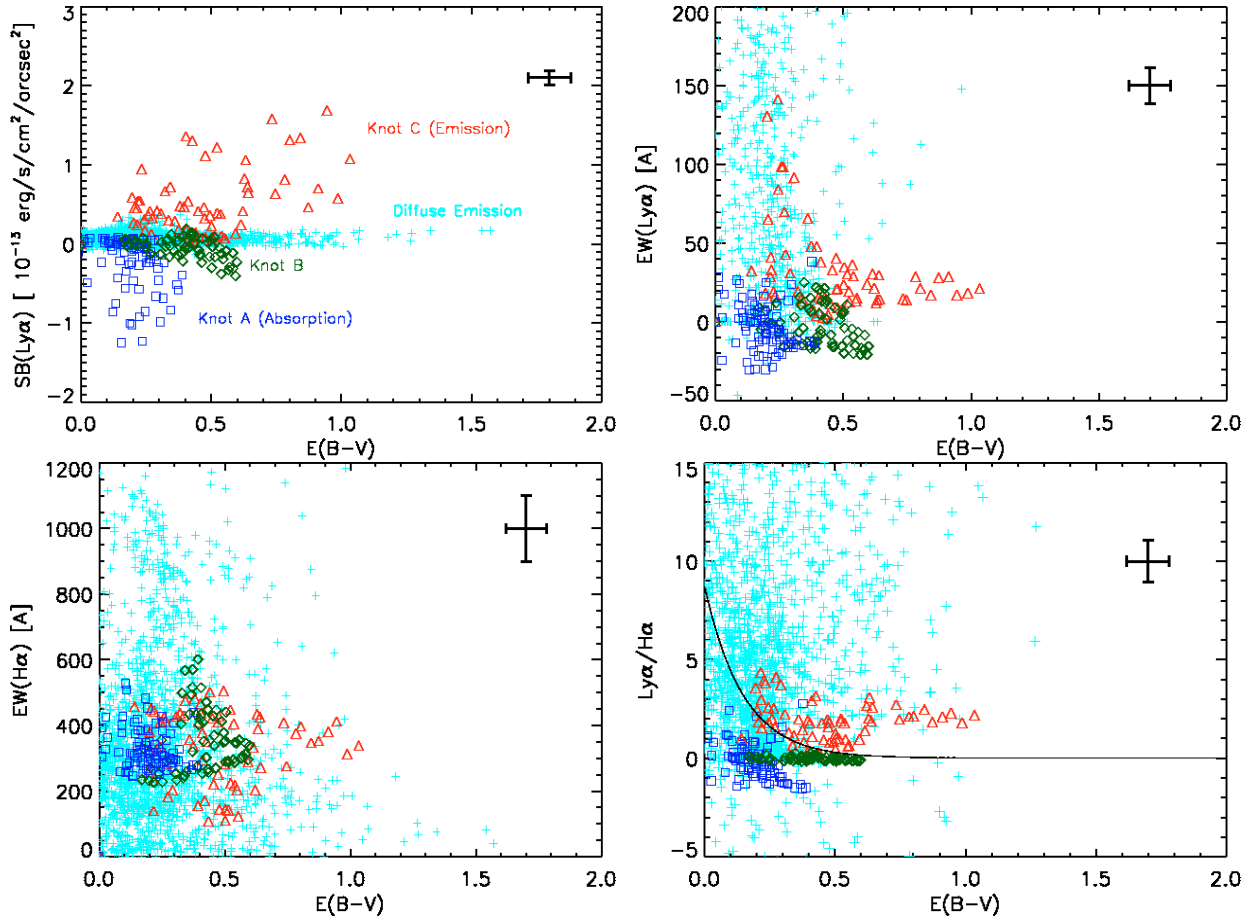 3
2
1
0
−1
−2
0.0 0.5 1.0 1.5 2.0
E(B−V)
SB(Lyα) [ 10⁻¹³ erg/s/cm²/arcsec²]
Knot C (Emission)
Diffuse Emission
Knot B
Knot A (Absorption)
200
150
100
50
0
−50
0.0 0.5 1.0 1.5 2.0
E(B−V)
EW(Lyα) [A]
1200
1000
800
600
400
200
0
0.0 0.5 1.0 1.5 2.0
E(B−V)
EW(Hα) [A]
15
10
5
0
−5
0.0 0.5 1.0 1.5 2.0
E(B−V)
Lyα/Hα